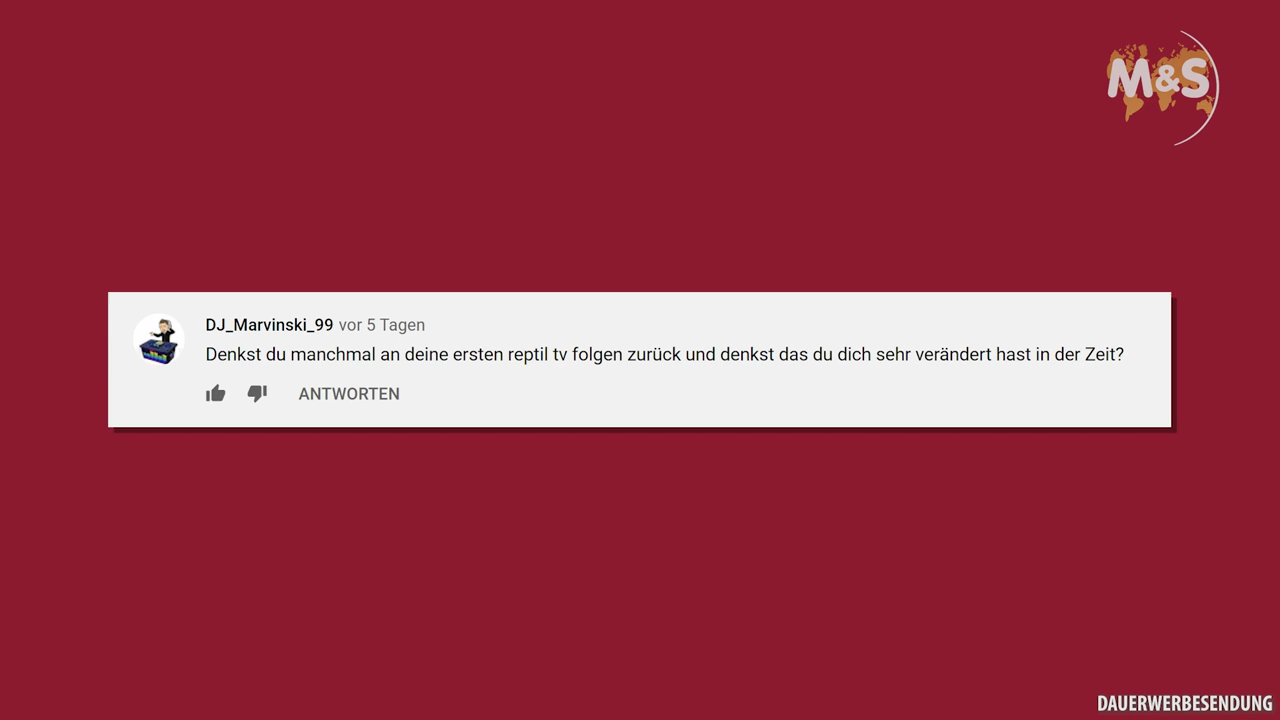 M&S
DJ_Marvinski_99 vor 5 Tagen
Denkst du manchmal an deine ersten reptil tv folgen zurück und denkst das du dich sehr verändert hast in der Zeit?
ANTWORTEN
DAUERWERBESENDUNG